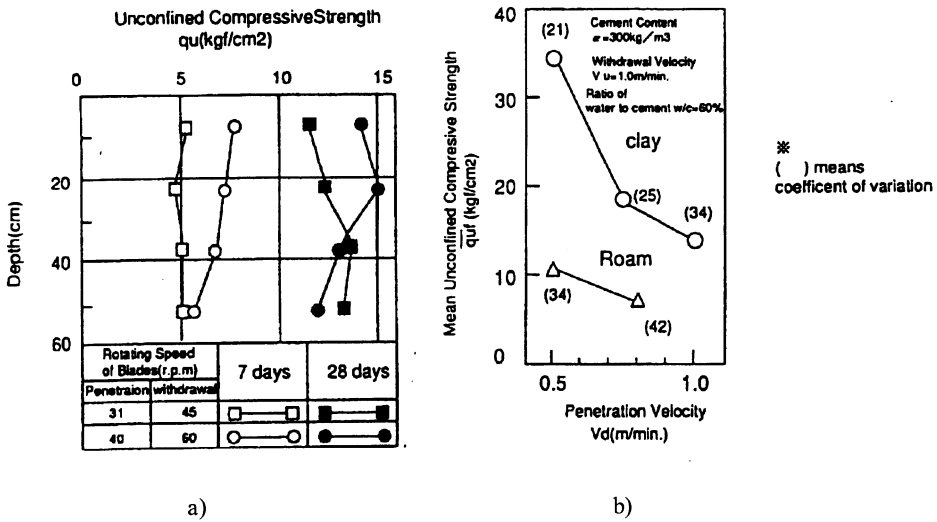 Unconfined CompressiveStrength
qu(kgf/cm2)
0 5 10 15
Depth(cm)
20
40
60
Rotating Speed
of Blades(r.p.m)
7 days
28 days
Penetraion
withdrawal
31 45
40 60
a)
Mean Unconfined Compresive Strength
quf (kgf/cm2)
40
30
20
10
0
(21)
Cement Content
α=300kg/m3
Withdrawal Velocity
V u=1.0m/min.
Ratio of
water to cement w/c=60%
clay
(25)
(34)
Roam
(34)
(42)
0.5 1.0
Penetration Velocity
Vd(m/min.)
b)
※
( ) means
coefficent of variation